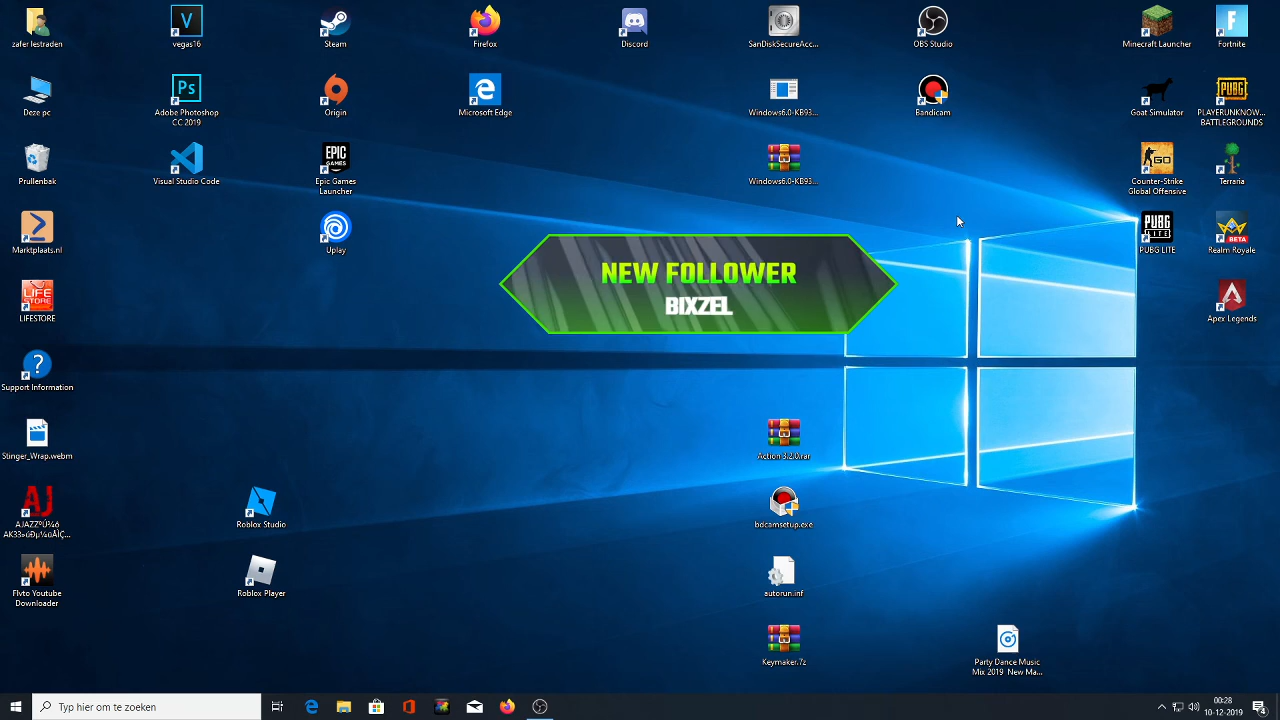 zafer lestraden
vegas16
Steam
Firefox
Discord
SanDiskSecureAcc...
OBS Studio
Minecraft Launcher
Fortnite
Deze pc
Adobe Photoshop
CC 2019
Origin
Microsoft Edge
Windows6.0-KB93...
Bandicam
Goat Simulator
PLAYERUNKNOW...
BATTLEGROUNDS
Prullenbak
Visual Studio Code
Epic Games
Launcher
Windows6.0-KB93...
Counter-Strike
Global Offensive
Terraria
Marktplaats.nl
Uplay
PUBG LITE
Realm Royale
NEW FOLLOWER
BIXZEL
LIFESTORE
Apex Legends
Support Information
Stinger_Wrap.webm
Action 3.2.0.rar
Roblox Studio
bdcamsetup.exe
Flvto Youtube
Downloader
Roblox Player
autorun.inf
Keymaker.7z
Party Dance Music
Mix 2019 New Ma...
Typ hier om te zoeken
00:28
10-12-2019